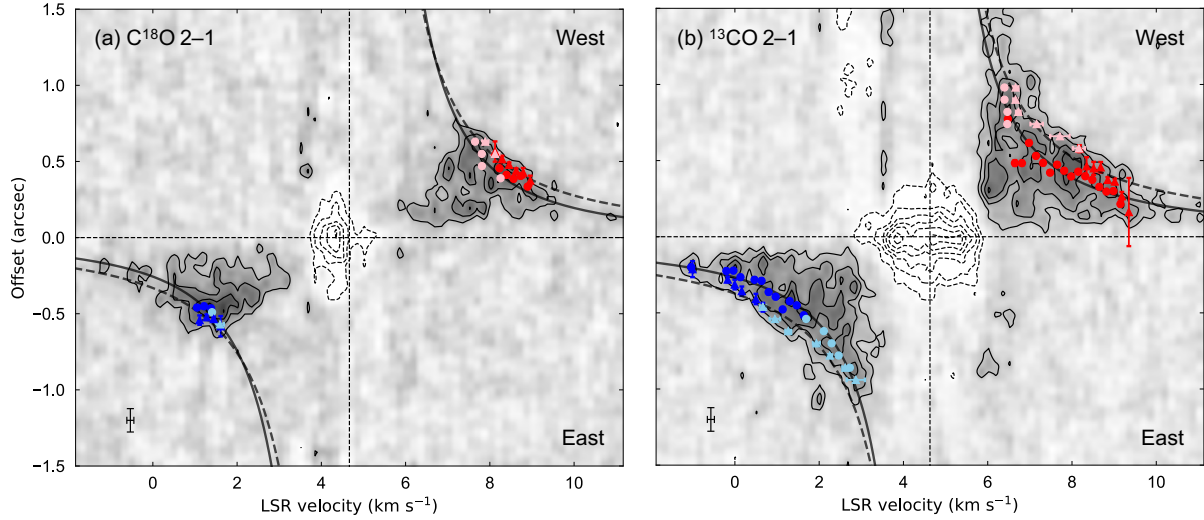 (a) C¹⁸O 2–1
West
1.5
1.0
0.5
0.0
−0.5
−1.0
−1.5
Offset (arcsec)
East
0 2 4 6 8 10
LSR velocity (km s⁻¹)
(b) ¹³CO 2–1
West
East
0 2 4 6 8 10
LSR velocity (km s⁻¹)